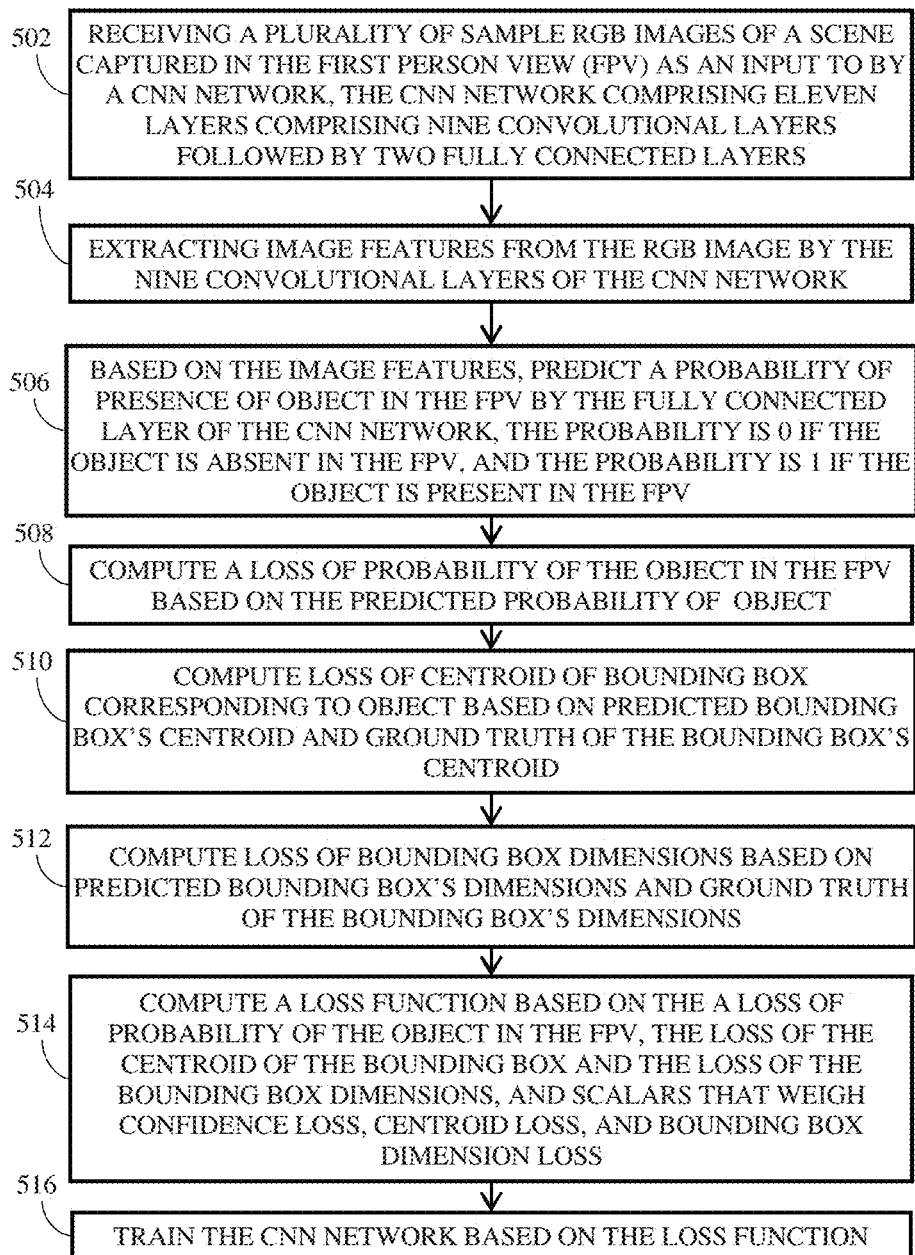 502
RECEIVING A PLURALITY OF SAMPLE RGB IMAGES OF A SCENE
CAPTURED IN THE FIRST PERSON VIEW (FPV) AS AN INPUT TO BY
A CNN NETWORK, THE CNN NETWORK COMPRISING ELEVEN
LAYERS COMPRISING NINE CONVOLUTIONAL LAYERS
FOLLOWED BY TWO FULLY CONNECTED LAYERS
504
EXTRACTING IMAGE FEATURES FROM THE RGB IMAGE BY THE
NINE CONVOLUTIONAL LAYERS OF THE CNN NETWORK
506
BASED ON THE IMAGE FEATURES, PREDICT A PROBABILITY OF
PRESENCE OF OBJECT IN THE FPV BY THE FULLY CONNECTED
LAYER OF THE CNN NETWORK, THE PROBABILITY IS 0 IF THE
OBJECT IS ABSENT IN THE FPV, AND THE PROBABILITY IS 1 IF THE
OBJECT IS PRESENT IN THE FPV
508
COMPUTE A LOSS OF PROBABILITY OF THE OBJECT IN THE FPV
BASED ON THE PREDICTED PROBABILITY OF OBJECT
510
COMPUTE LOSS OF CENTROID OF BOUNDING BOX
CORRESPONDING TO OBJECT BASED ON PREDICTED BOUNDING
BOX'S CENTROID AND GROUND TRUTH OF THE BOUNDING BOX'S
CENTROID
512
COMPUTE LOSS OF BOUNDING BOX DIMENSIONS BASED ON
PREDICTED BOUNDING BOX'S DIMENSIONS AND GROUND TRUTH
OF THE BOUNDING BOX'S DIMENSIONS
514
COMPUTE A LOSS FUNCTION BASED ON THE A LOSS OF
PROBABILITY OF THE OBJECT IN THE FPV, THE LOSS OF THE
CENTROID OF THE BOUNDING BOX AND THE LOSS OF THE
BOUNDING BOX DIMENSIONS, AND SCALARS THAT WEIGH
CONFIDENCE LOSS, CENTROID LOSS, AND BOUNDING BOX
DIMENSION LOSS
516
TRAIN THE CNN NETWORK BASED ON THE LOSS FUNCTION